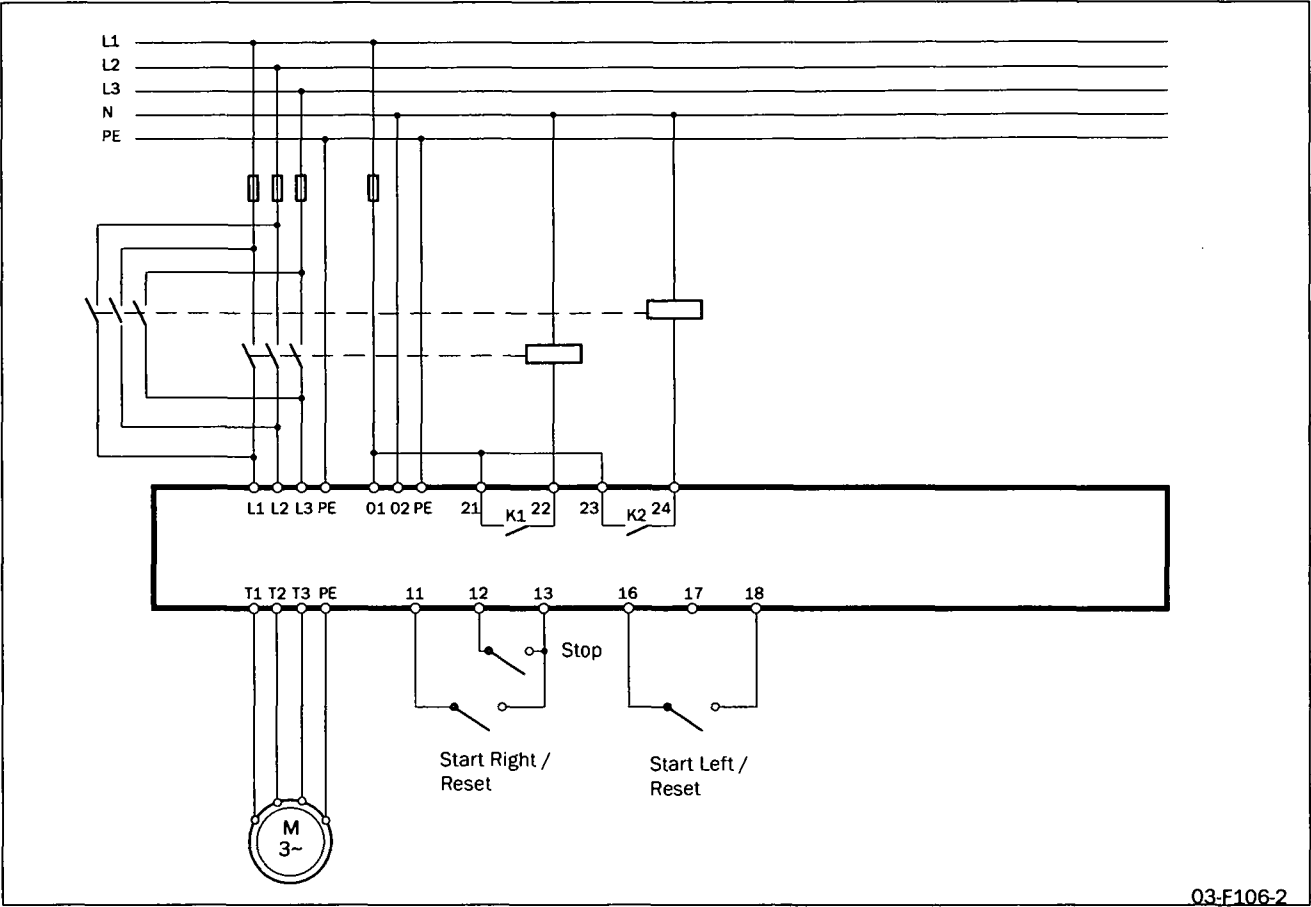 L1
L2
L3
N
PE
L1 L2 L3 PE 01 02 PE 21 K1 22 23 K2 24
T1 T2 T3 PE 11 12 13 16 17 18
Stop
Start Right /
Reset
Start Left /
Reset
M
3~
03-F106-2